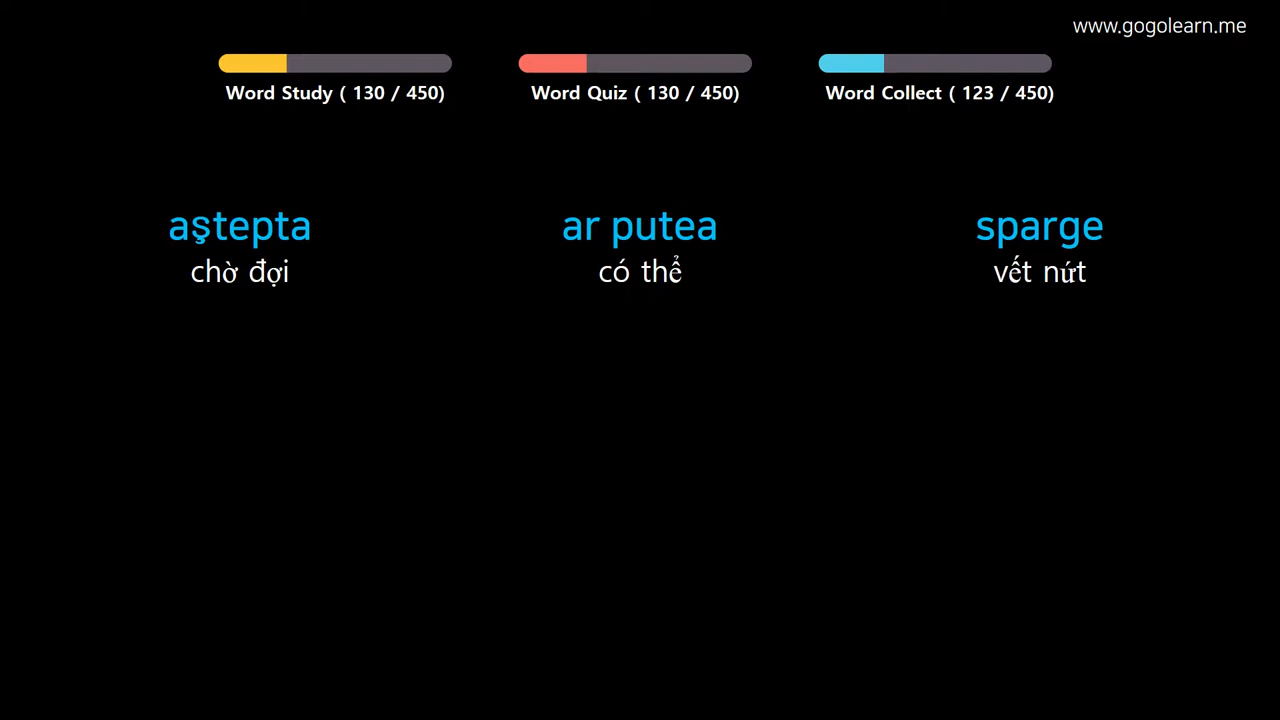 www.gogolearn.me
Word Study ( 130 / 450)
Word Quiz ( 130 / 450)
Word Collect ( 123 / 450)
aştepta
ar putea
sparge
chờ đợi
có thể
vết nứt